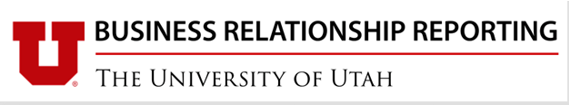 BUSINESS RELATIONSHIP REPORTING
U®
THE UNIVERSITY OF UTAH